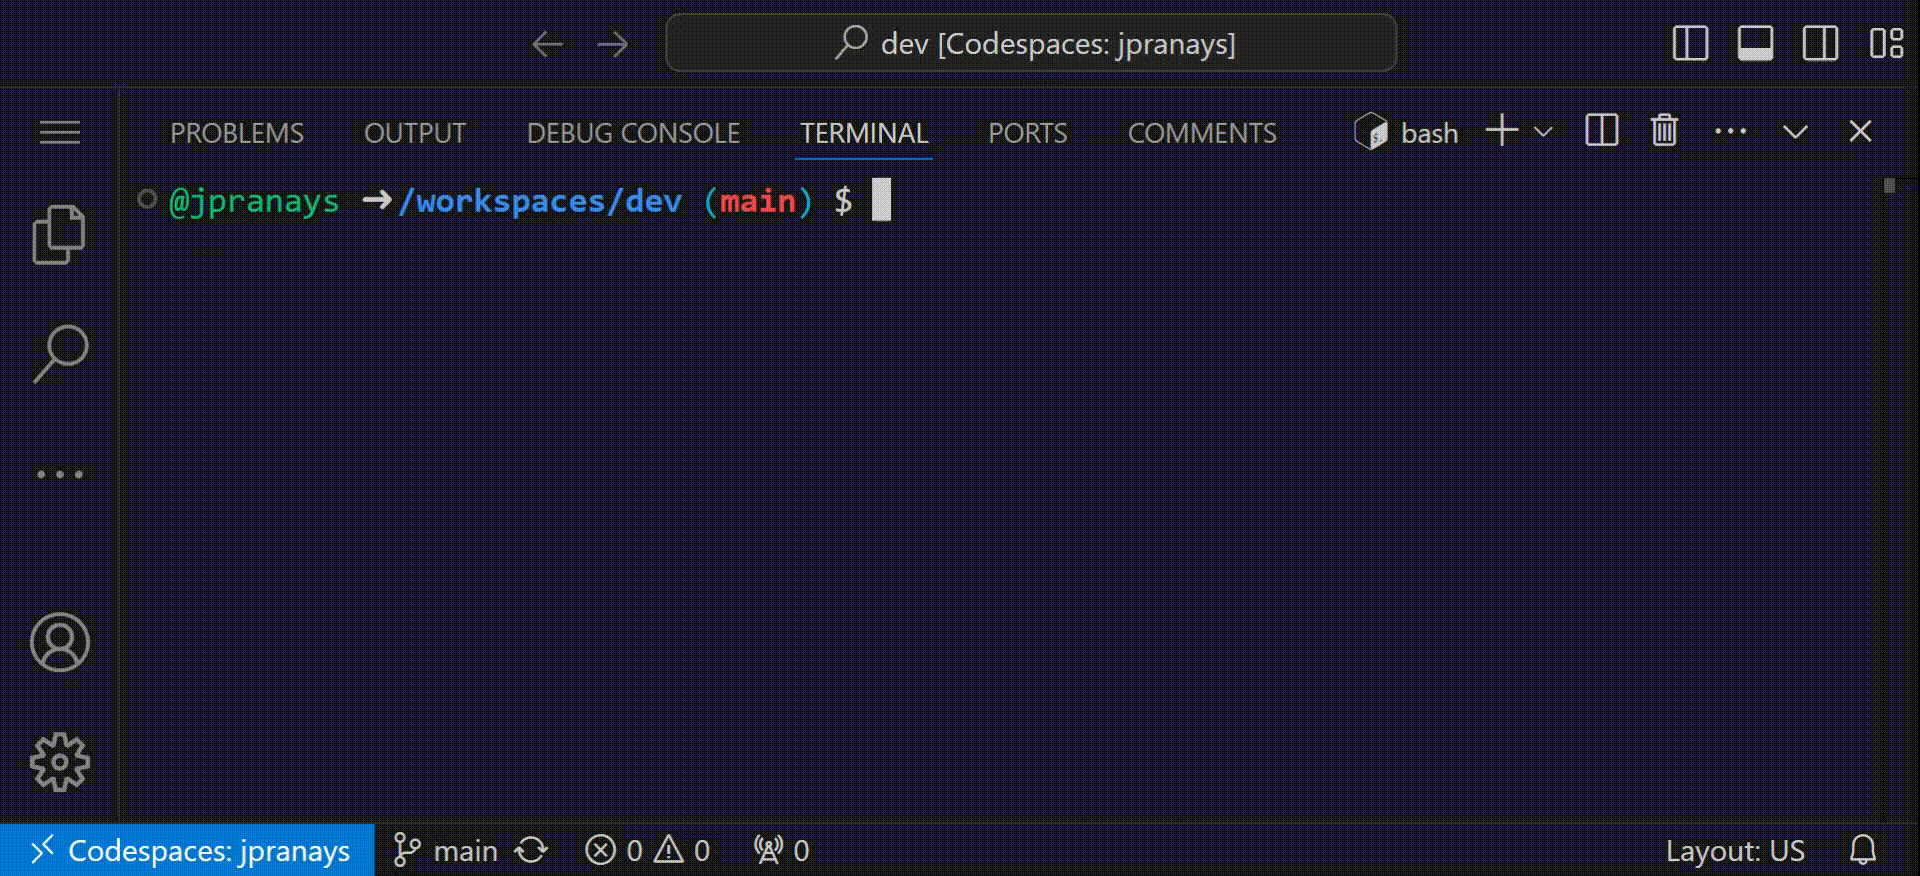 dev [Codespaces: jpranays]
PROBLEMS OUTPUT DEBUG CONSOLE TERMINAL PORTS COMMENTS bash
@jpranays ➜ /workspaces/dev (main) $
Codespaces: jpranays main 0 0 0 Layout: US